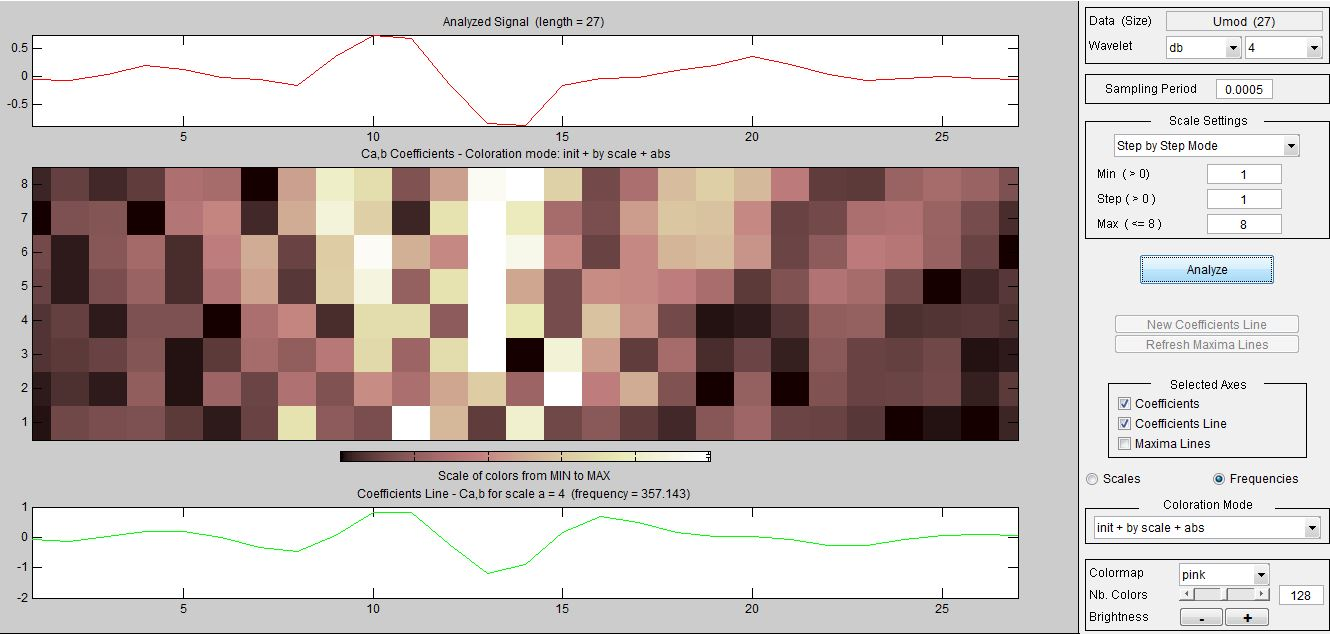 Analyzed Signal (length = 27)
0.5
0
-0.5
5
10
15
20
25
Ca,b Coefficients - Coloration mode: init + by scale + abs
8
7
6
5
4
3
2
1
Scale of colors from MIN to MAX
Coefficients Line - Ca,b for scale a = 4 (frequency = 357.143)
1
0
-1
-2
5
10
15
20
25
Data (Size)
Umod (27)
Wavelet
db
4
Sampling Period
0.0005
Scale Settings
Step by Step Mode
Min ( > 0)
1
Step ( > 0 )
1
Max ( <= 8 )
8
Analyze
New Coefficients Line
Refresh Maxima Lines
Selected Axes
Coefficients
Coefficients Line
Maxima Lines
Scales
Frequencies
Coloration Mode
init + by scale + abs
Colormap
pink
Nb. Colors
128
Brightness
-
+